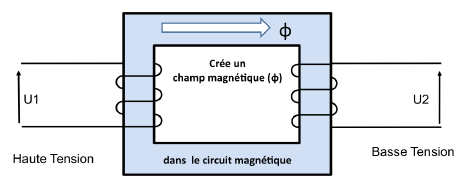 ϕ
Crée un
champ magnétique (ϕ)
U1
U2
Haute Tension
dans le circuit magnétique
Basse Tension